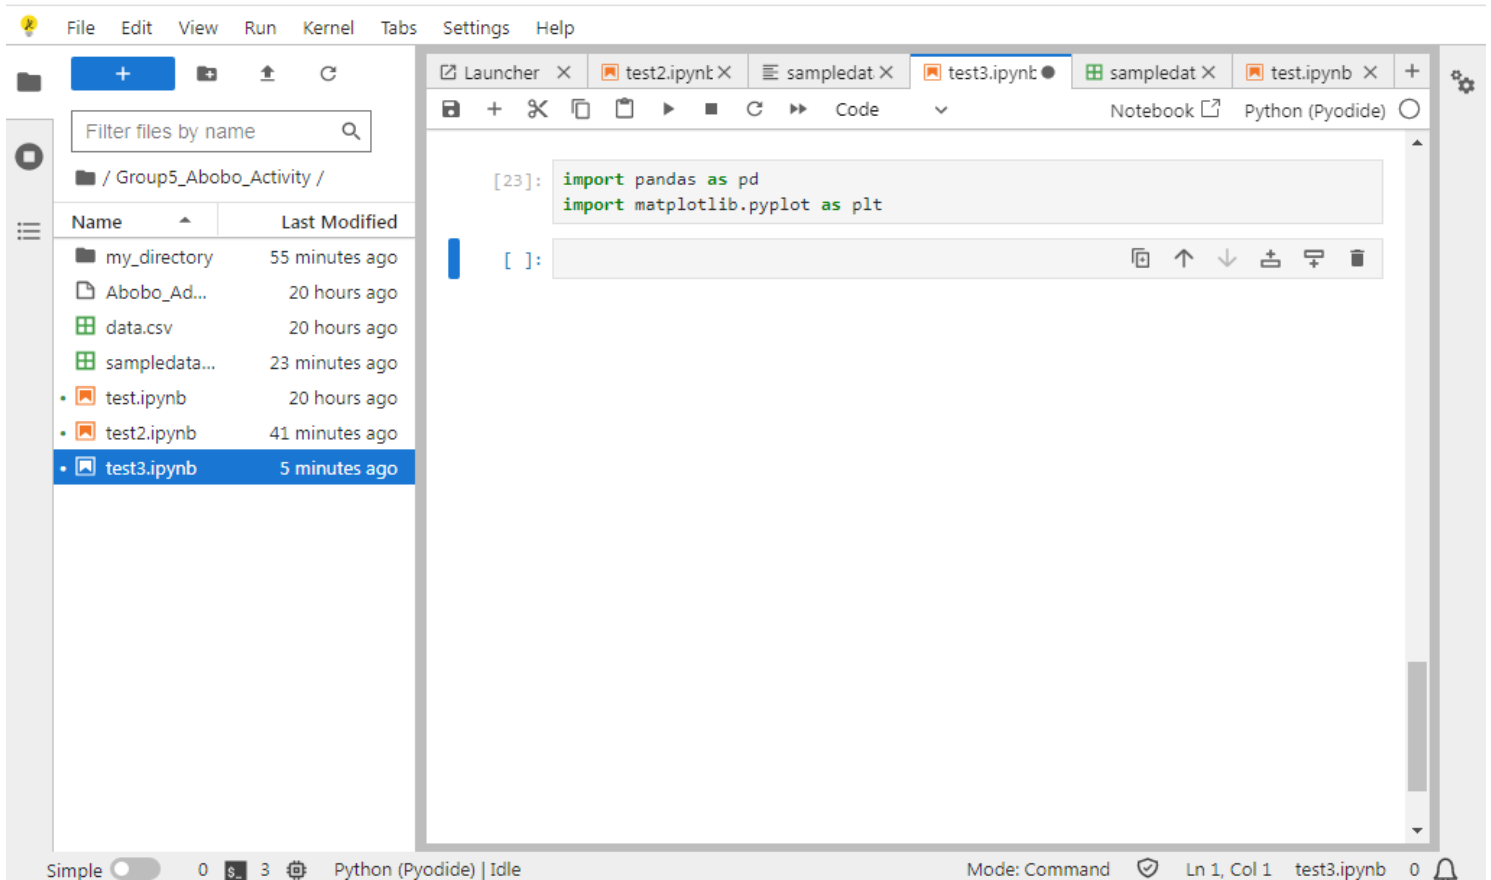 File Edit View Run Kernel Tabs Settings Help
+
Launcher test2.ipynb sampledat test3.ipynb sampledat test.ipynb +
Code Notebook Python (Pyodide)
Filter files by name
/ Group5_Abobo_Activity /
Name Last Modified
my_directory 55 minutes ago
Abobo_Ad... 20 hours ago
data.csv 20 hours ago
sampledata... 23 minutes ago
test.ipynb 20 hours ago
test2.ipynb 41 minutes ago
test3.ipynb 5 minutes ago
[23]: import pandas as pd
import matplotlib.pyplot as plt
[ ]:
Simple 0 $_ 3 Python (Pyodide) | Idle Mode: Command Ln 1, Col 1 test3.ipynb 0